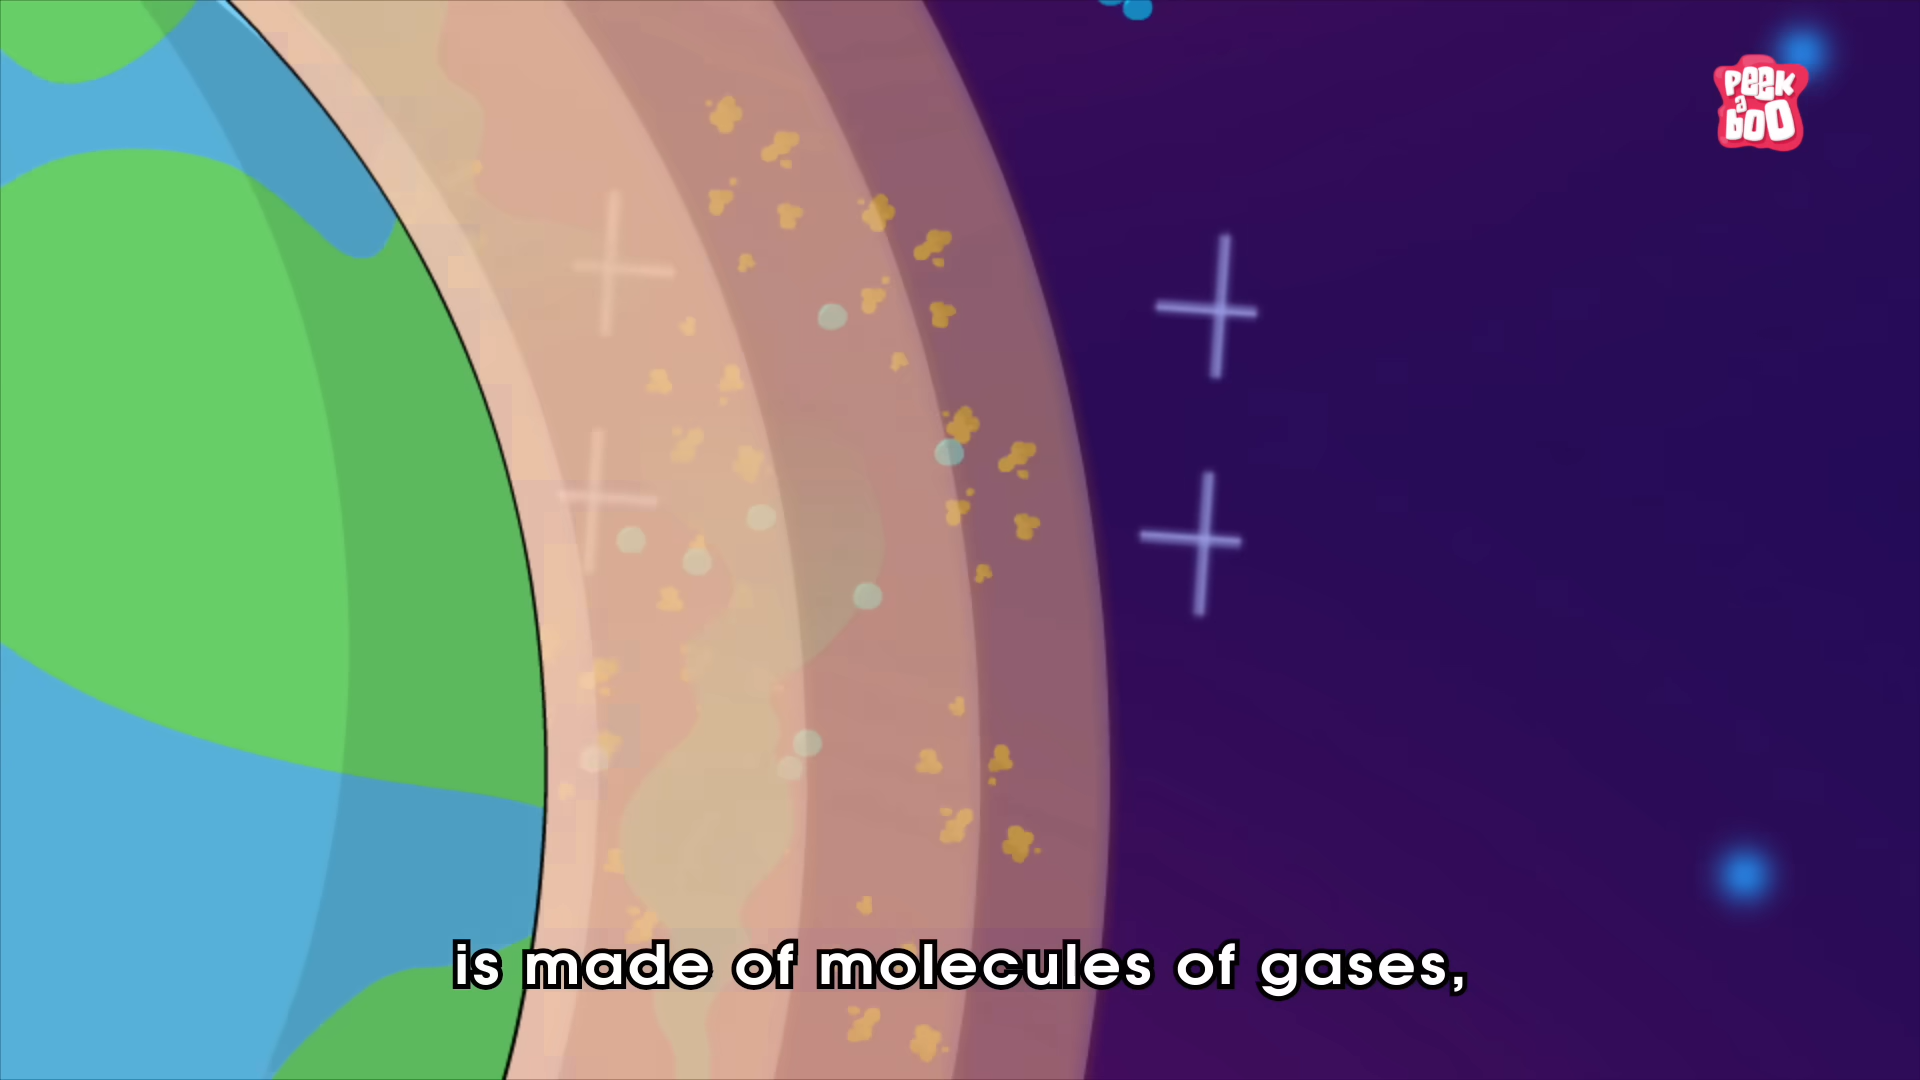 PEEK
a
BOO
is made of molecules of gases,